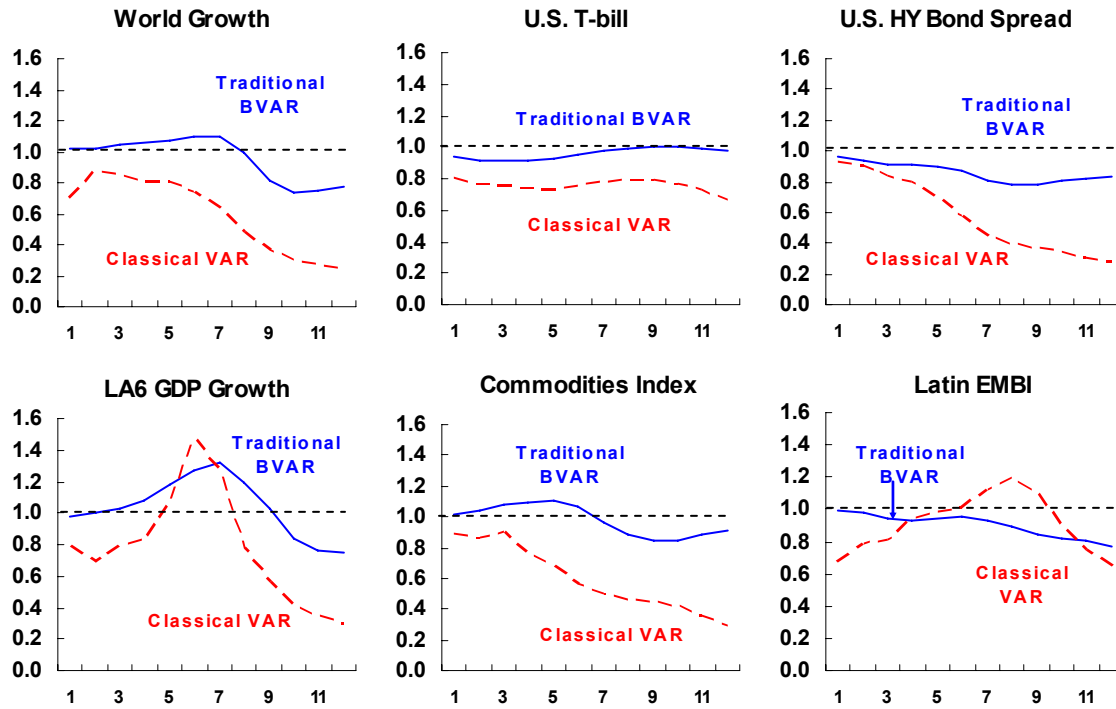 World Growth
1.6
1.4
1.2
1.0
0.8
0.6
0.4
0.2
0.0
Traditional
BVAR
Classical VAR
1 3 5 7 9 11
U.S. T-bill
1.6
1.4
1.2
1.0
0.8
0.6
0.4
0.2
0.0
Traditional BVAR
Classical VAR
1 3 5 7 9 11
U.S. HY Bond Spread
1.6
1.4
1.2
1.0
0.8
0.6
0.4
0.2
0.0
Traditional
BVAR
Classical VAR
1 3 5 7 9 11
LA6 GDP Growth
1.6
1.4
1.2
1.0
0.8
0.6
0.4
0.2
0.0
Traditional
BVAR
Classical VAR
1 3 5 7 9 11
Commodities Index
1.6
1.4
1.2
1.0
0.8
0.6
0.4
0.2
0.0
Traditional
BVAR
Classical VAR
1 3 5 7 9 11
Latin EMBI
1.6
1.4
1.2
1.0
0.8
0.6
0.4
0.2
0.0
Traditional
BVAR
Classical
VAR
1 3 5 7 9 11